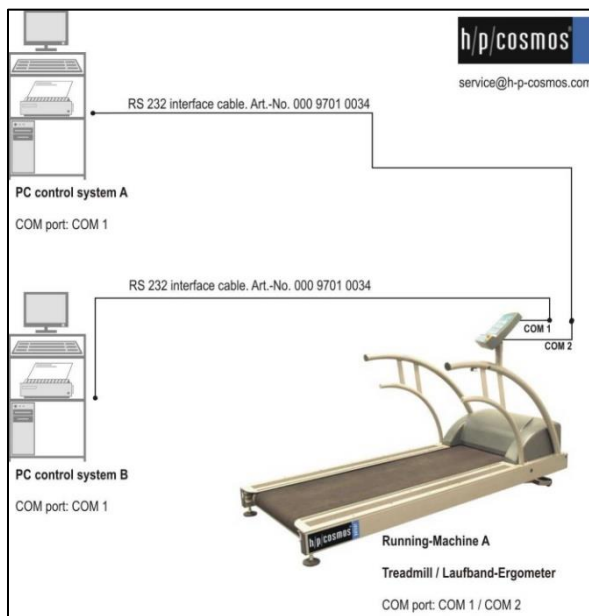 h/p/cosmos®
service@h-p-cosmos.com
RS 232 interface cable. Art.-No. 000 9701 0034
PC control system A
COM port: COM 1
RS 232 interface cable. Art.-No. 000 9701 0034
COM 1
COM 2
PC control system B
COM port: COM 1
h/p/cosmos
Running-Machine A
Treadmill / Laufband-Ergometer
COM port: COM 1 / COM 2